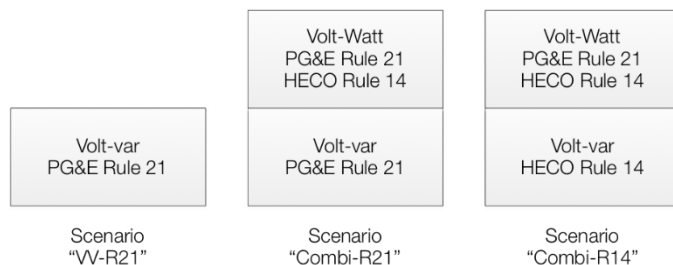 Volt-Watt
PG&E Rule 21
HECO Rule 14
Volt-Watt
PG&E Rule 21
HECO Rule 14
Volt-var
PG&E Rule 21
Volt-var
PG&E Rule 21
Volt-var
HECO Rule 14
Scenario
“VV-R21”
Scenario
“Combi-R21”
Scenario
“Combi-R14”